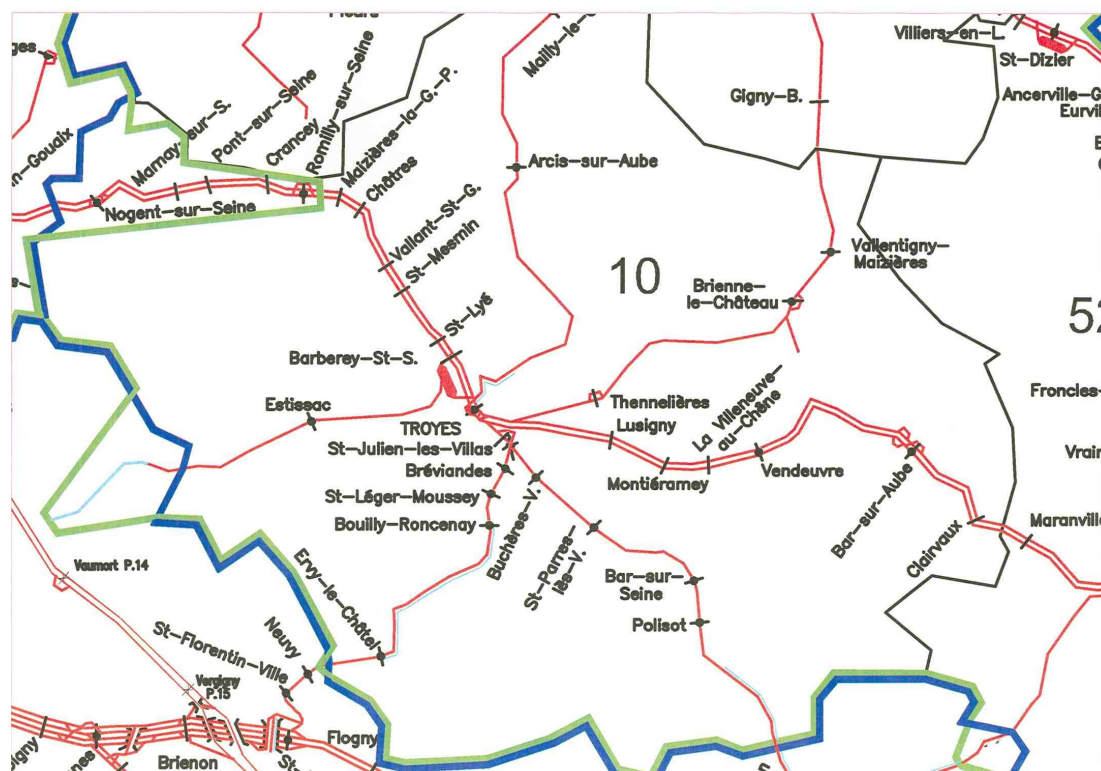 Mailly-le-
Villiers-en-L.
St-Dizier
Ancerville-G
Eurvil
Gigny-B.
Marnay-sur-S.
Pont-sur-Seine
Crancey
Romilly-sur-Seine
Maizières-la-G.-P.
Châtres
Arcis-sur-Aube
n-Gouaix
Nogent-sur-Seine
Vallant-St-G.
St-Mesmin
Vallentigny-
Maizières
10
Brienne-
le-Château
52
St-Lyé
Barberey-St-S.
Estissac
Thennelières
Lusigny
La Villeneuve-
au-Chêne
Froncles-
TROYES
St-Julien-les-Villas
Bréviandes
Montiéramey
Vendeuvre
Bar-sur-Aube
Vrain
St-Léger-Moussey
Bouilly-Roncenay
Buchères-V.
St-Parres-
lès-V.
Clairvaux
Maranville
Vaumort P.14
Ervy-le-Châtel
Bar-sur-
Seine
Polisot
St-Florentin-Ville
Neuvy
Vergigny
P.15
Flogny
Brienon